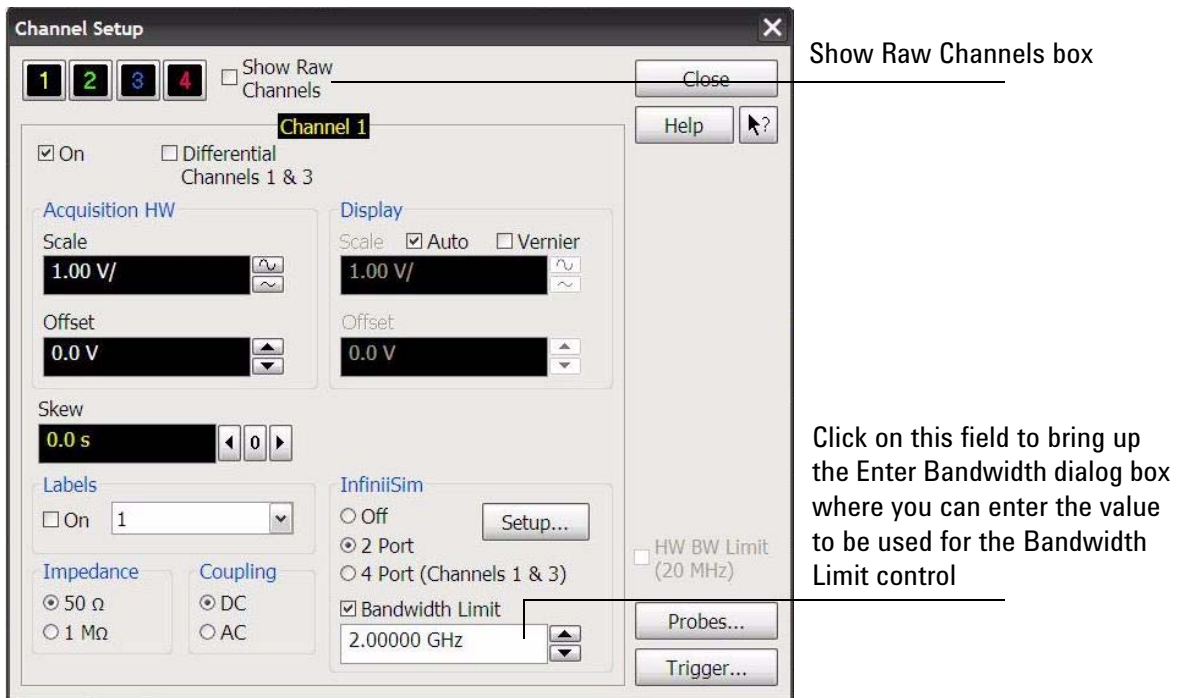 Channel Setup
1 2 3 4
Show Raw
Channels
Close
Show Raw Channels box
Help
?
Channel 1
On
Differential
Channels 1 & 3
Acquisition HW
Scale
1.00 V/
Offset
0.0 V
Display
Scale Auto Vernier
1.00 V/
Offset
0.0 V
Skew
0.0 s
0
Labels
On 1
InfiniiSim
Off
Setup...
2 Port
4 Port (Channels 1 & 3)
Bandwidth Limit
2.00000 GHz
Impedance
50 Ω
1 MΩ
Coupling
DC
AC
HW BW Limit
(20 MHz)
Probes...
Trigger...
Click on this field to bring up
the Enter Bandwidth dialog box
where you can enter the value
to be used for the Bandwidth
Limit control